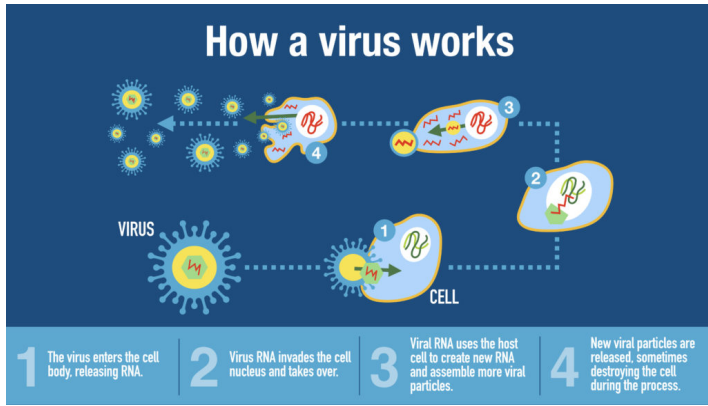 How a virus works
3
4
2
VIRUS
1
CELL
1
The virus enters the cell
body, releasing RNA.
2
Virus RNA invades the cell
nucleus and takes over.
3
Viral RNA uses the host
cell to create new RNA
and assemble more viral
particles.
4
New viral particles are
released, sometimes
destroying the cell
during the process.